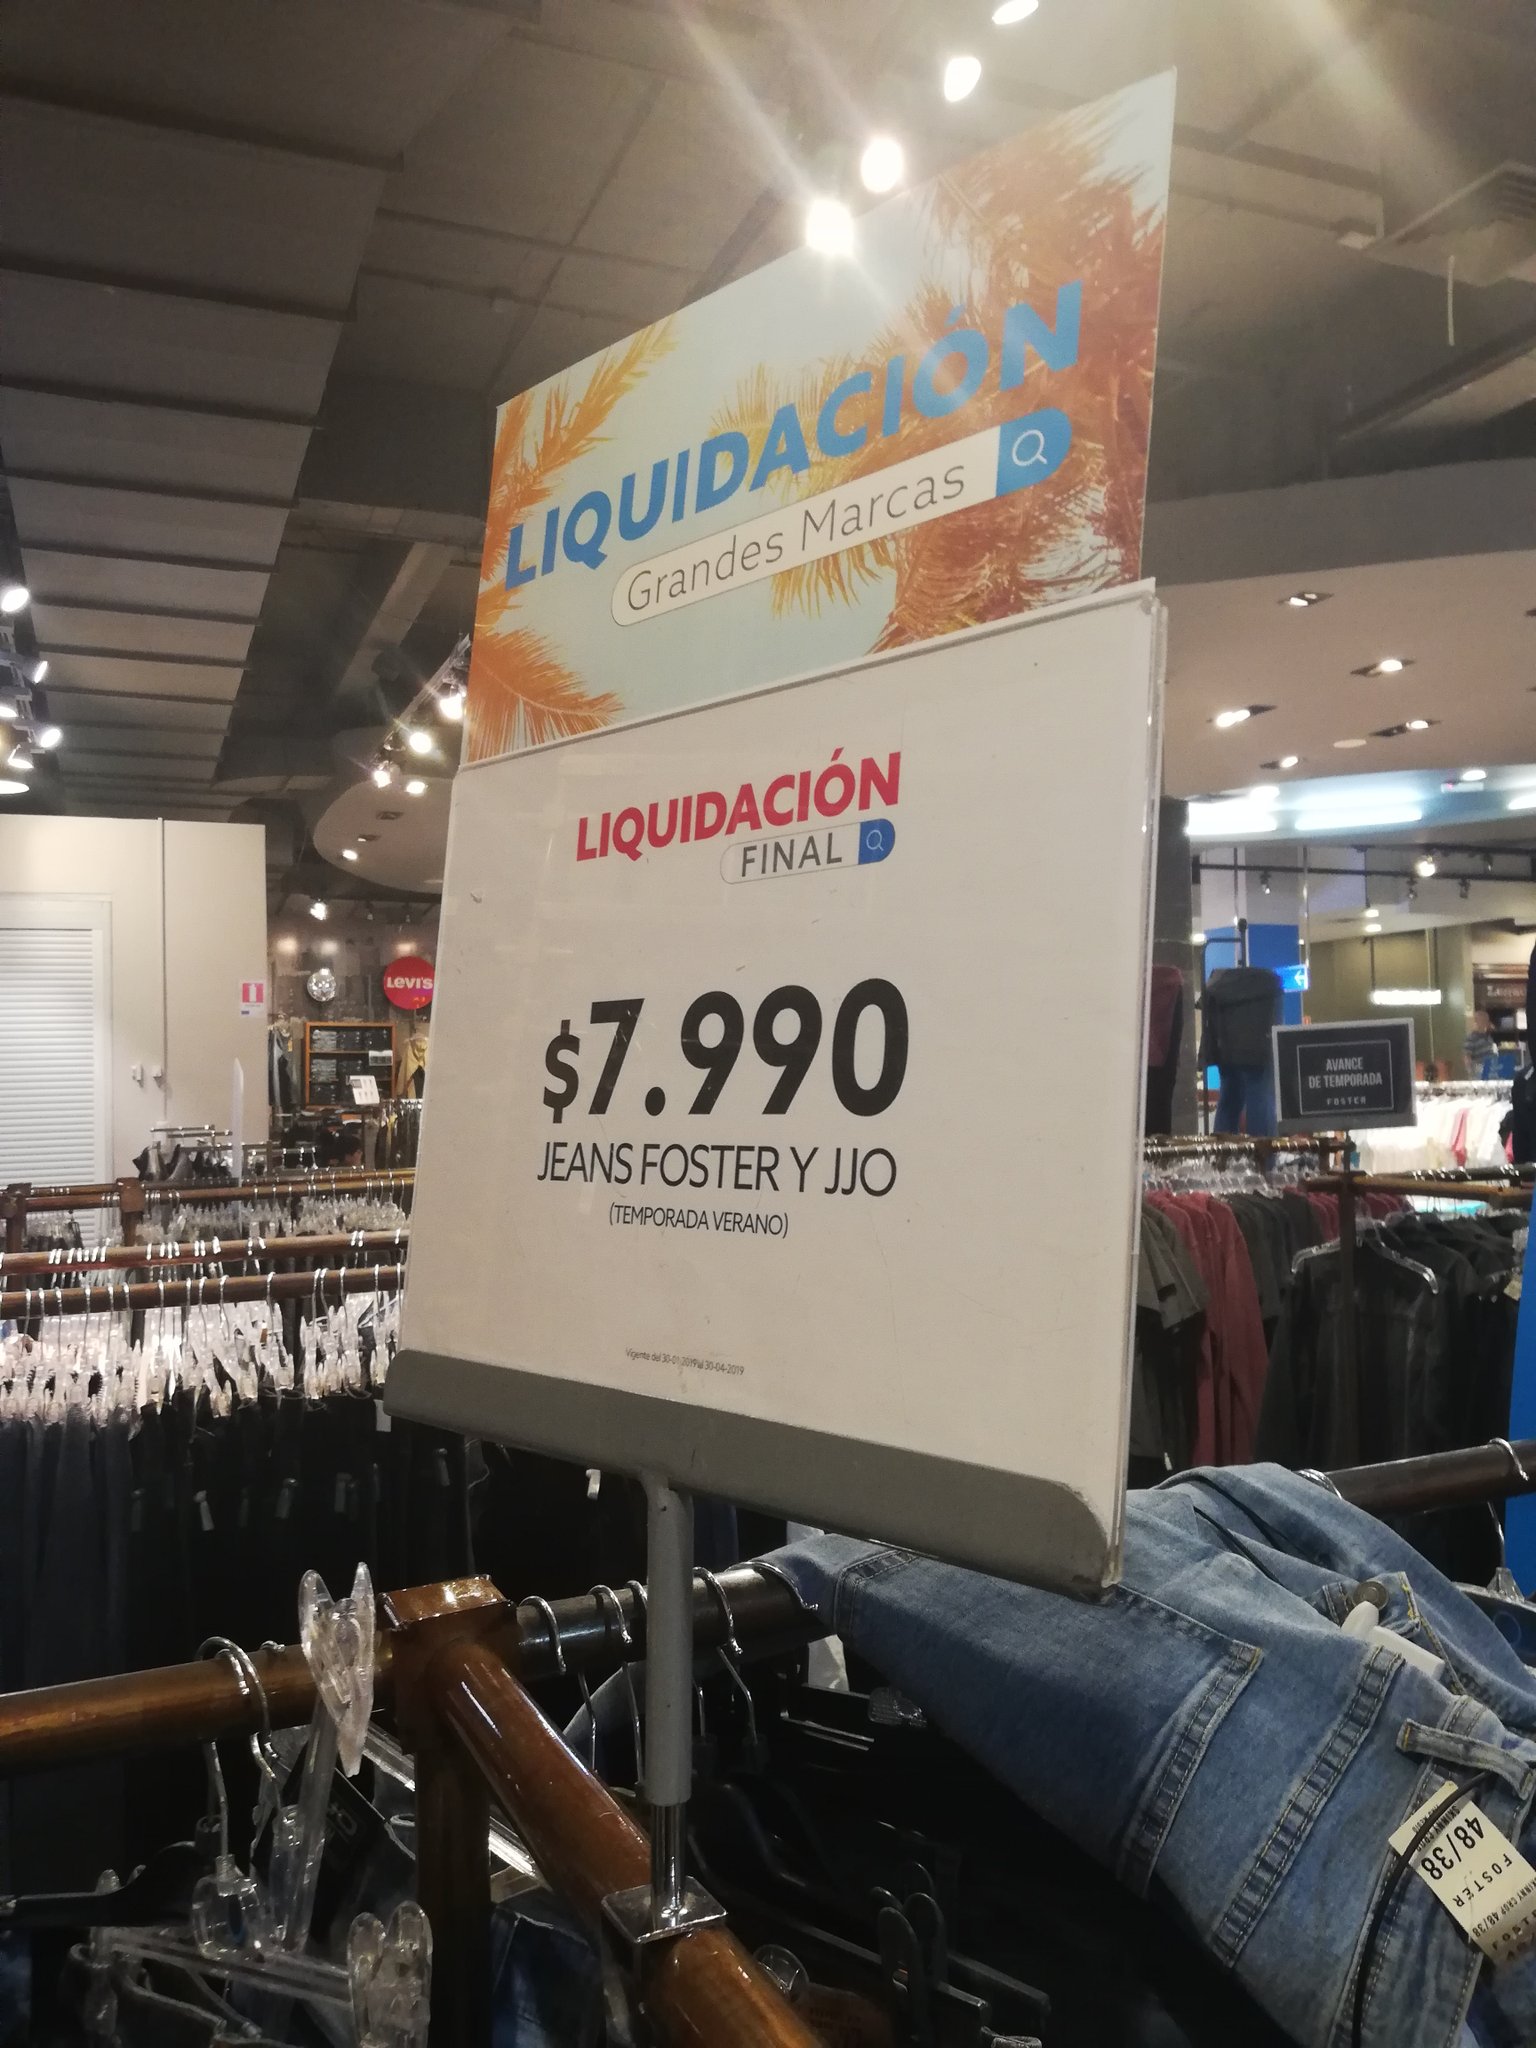 LIQUIDACIÓN
Grandes Marcas
LIQUIDACIÓN
FINAL
$7.990
JEANS FOSTER Y JJO
(TEMPORADA VERANO)
Vigente del 30-01-2019 al 30-04-2019
LEVI'S
AVANCE
DE TEMPORADA
FOSTER
48/38
FOSTER